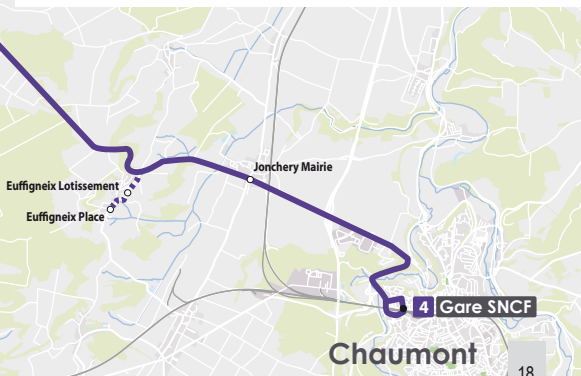 Jonchery Mairie
Euffigneix Lotissement
Euffigneix Place
4 Gare SNCF
Chaumont
18